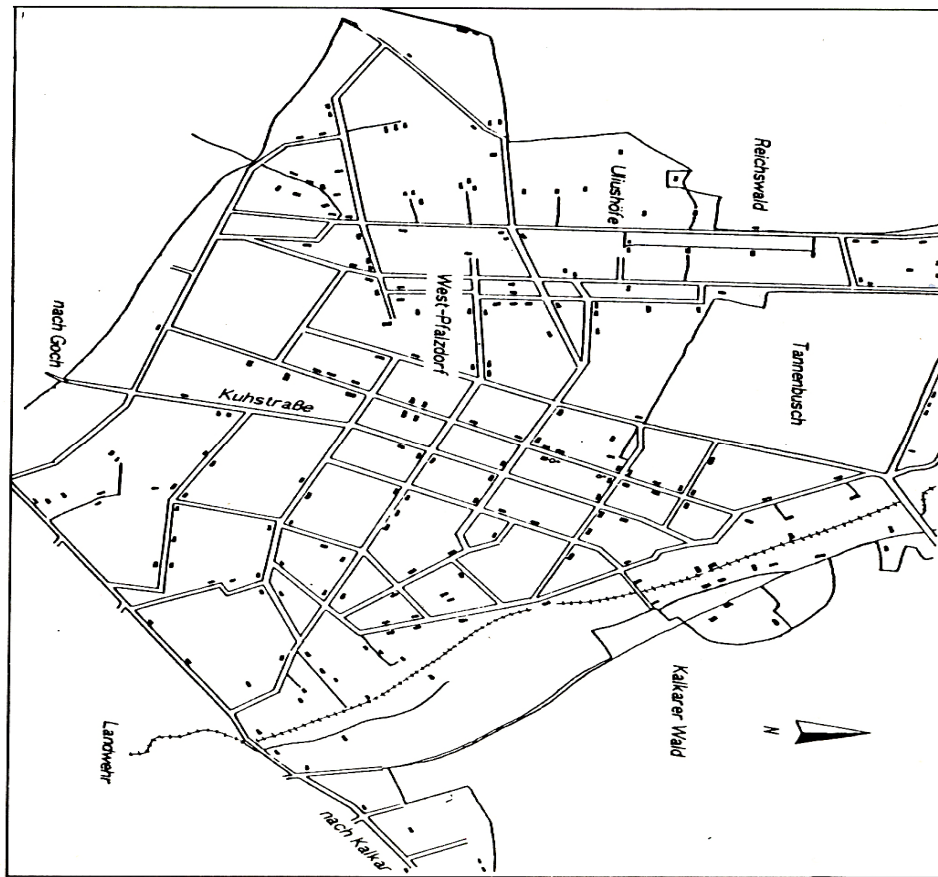 Reichswald
Uliushöfe
West-Pfalzdorf
Tannenbusch
nach Goch
Kuhstraße
Kalkarer Wald
N
Landwehr
nach Kalkar